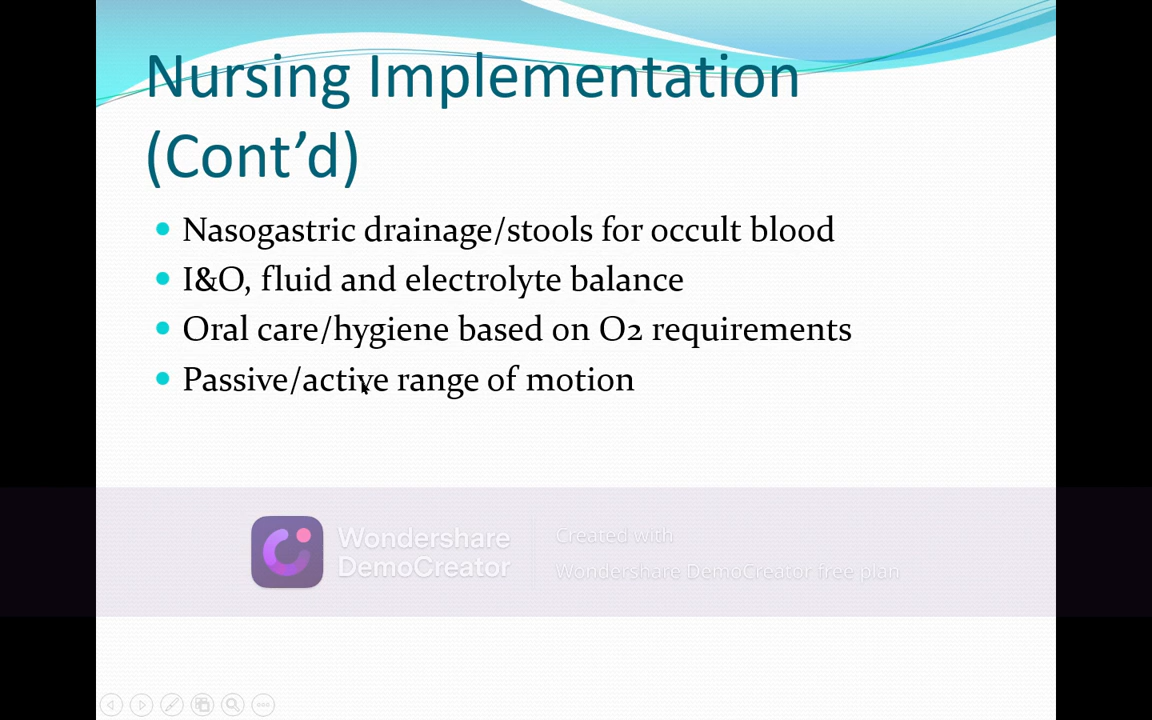 Nursing Implementation
(Cont’d)
Nasogastric drainage/stools for occult blood
I&O, fluid and electrolyte balance
Oral care/hygiene based on O2 requirements
Passive/active range of motion
Wondershare
DemoCreator
Created with
Wondershare DemoCreator free plan